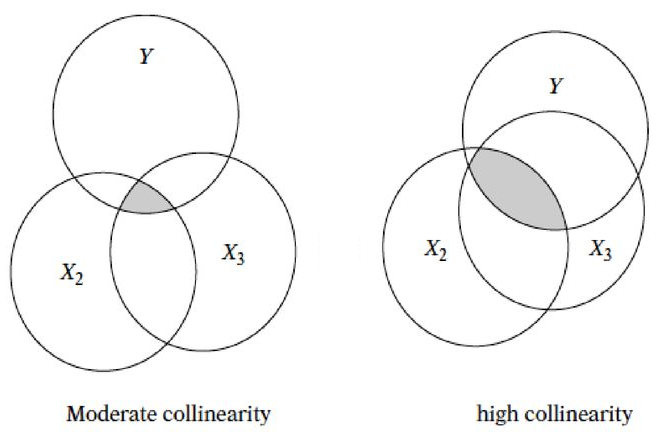 Y
X2
X3
Moderate collinearity
Y
X2
X3
high collinearity